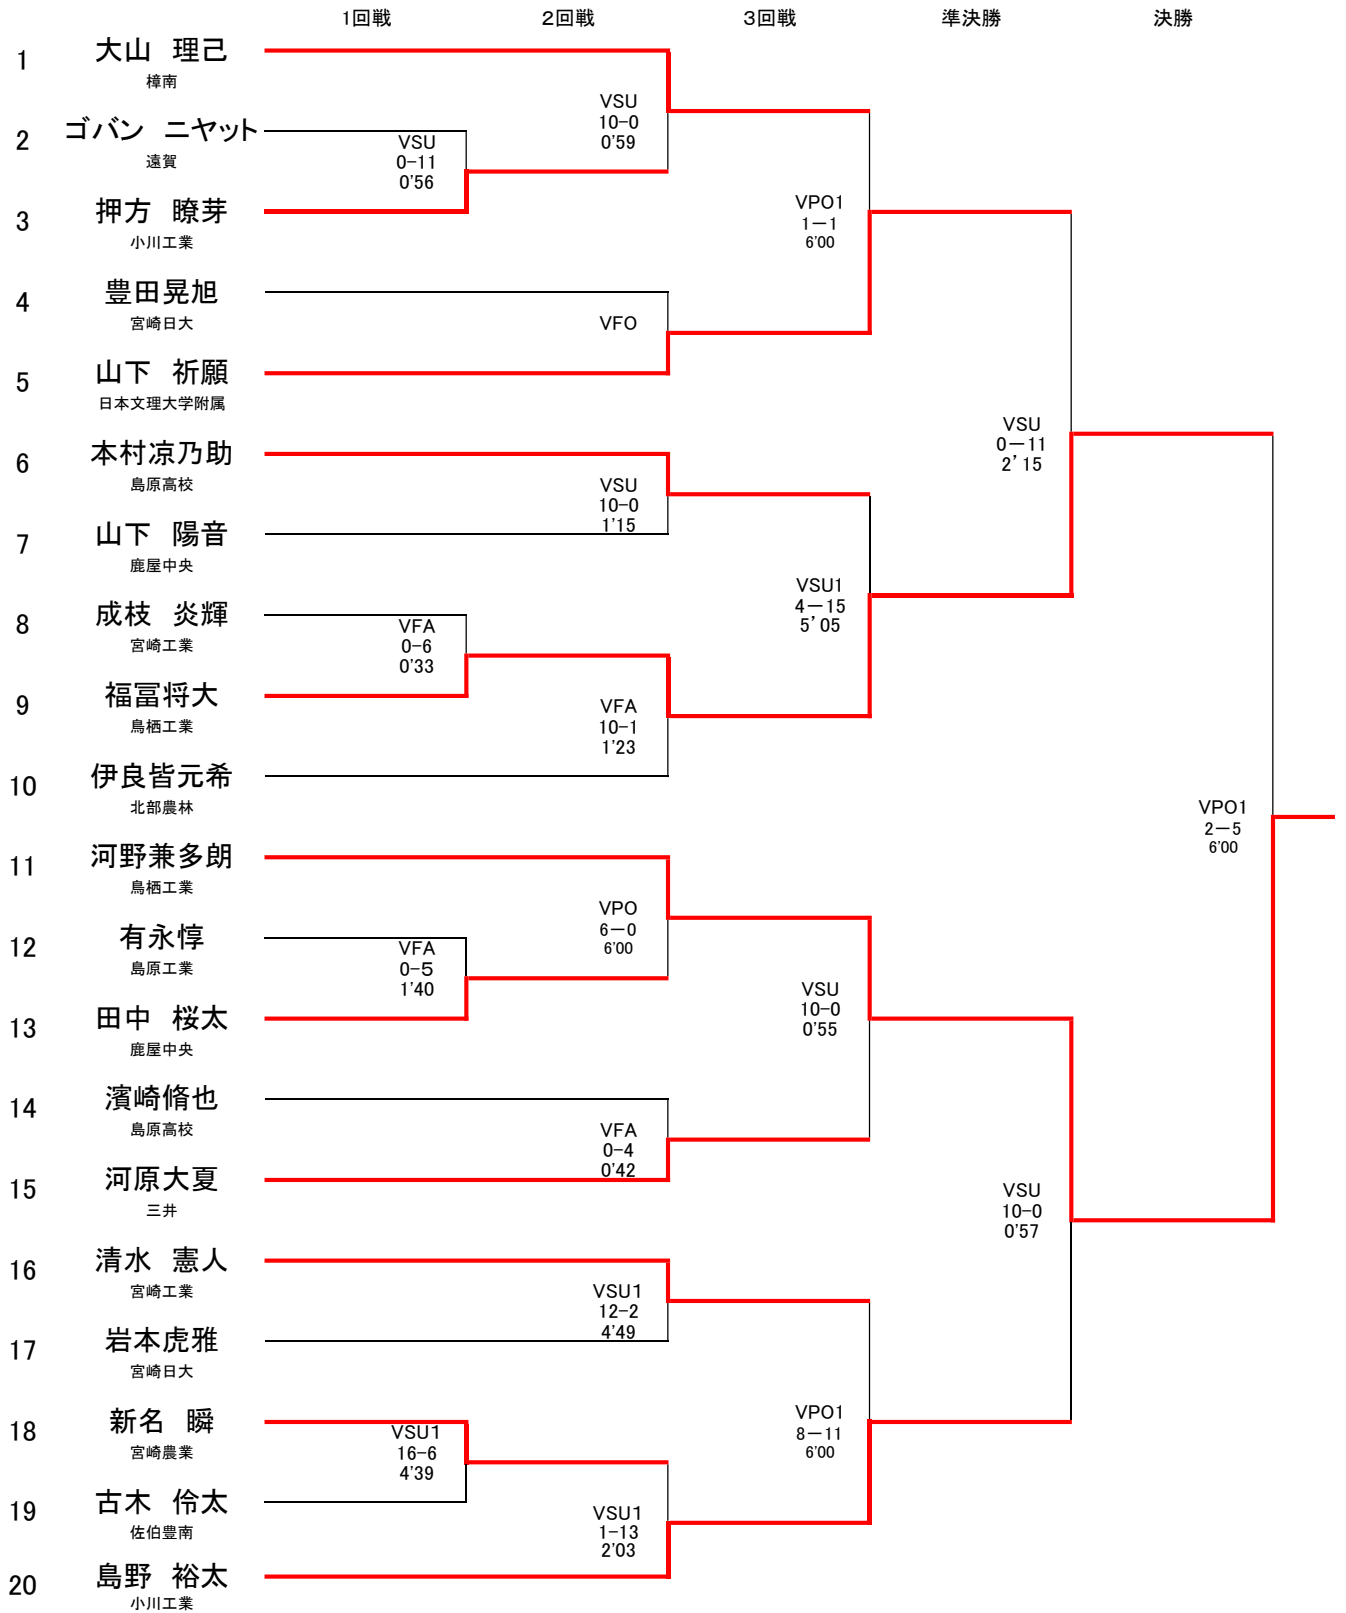 1回戦 2回戦 3回戦 準決勝 決勝
1 大山 理己
樟南
VSU
10-0
0'59
2 ゴバン ニヤット
遠賀
VSU
0-11
0'56
3 押方 瞭芽
小川工業
VPO1
1-1
6'00
4 豊田晃旭
宮崎日大
VFO
5 山下 祈願
日本文理大学附属
VSU
0-11
2'15
6 本村凉乃助
島原高校
VSU
10-0
1'15
7 山下 陽音
鹿屋中央
VSU1
4-15
5'05
8 成枝 炎輝
宮崎工業
VFA
0-6
0'33
9 福冨将大
鳥栖工業
VFA
10-1
1'23
10 伊良皆元希
北部農林
VPO1
2-5
6'00
11 河野兼多朗
鳥栖工業
VPO
6-0
6'00
12 有永惇
島原工業
VFA
0-5
1'40
13 田中 桜太
鹿屋中央
VSU
10-0
0'55
14 濱崎脩也
島原高校
VFA
0-4
0'42
15 河原大夏
三井
VSU
10-0
0'57
16 清水 憲人
宮崎工業
VSU1
12-2
4'49
17 岩本虎雅
宮崎日大
VPO1
8-11
6'00
18 新名 瞬
宮崎農業
VSU1
16-6
4'39
19 古木 伶太
佐伯豊南
VSU1
1-13
2'03
20 島野 裕太
小川工業